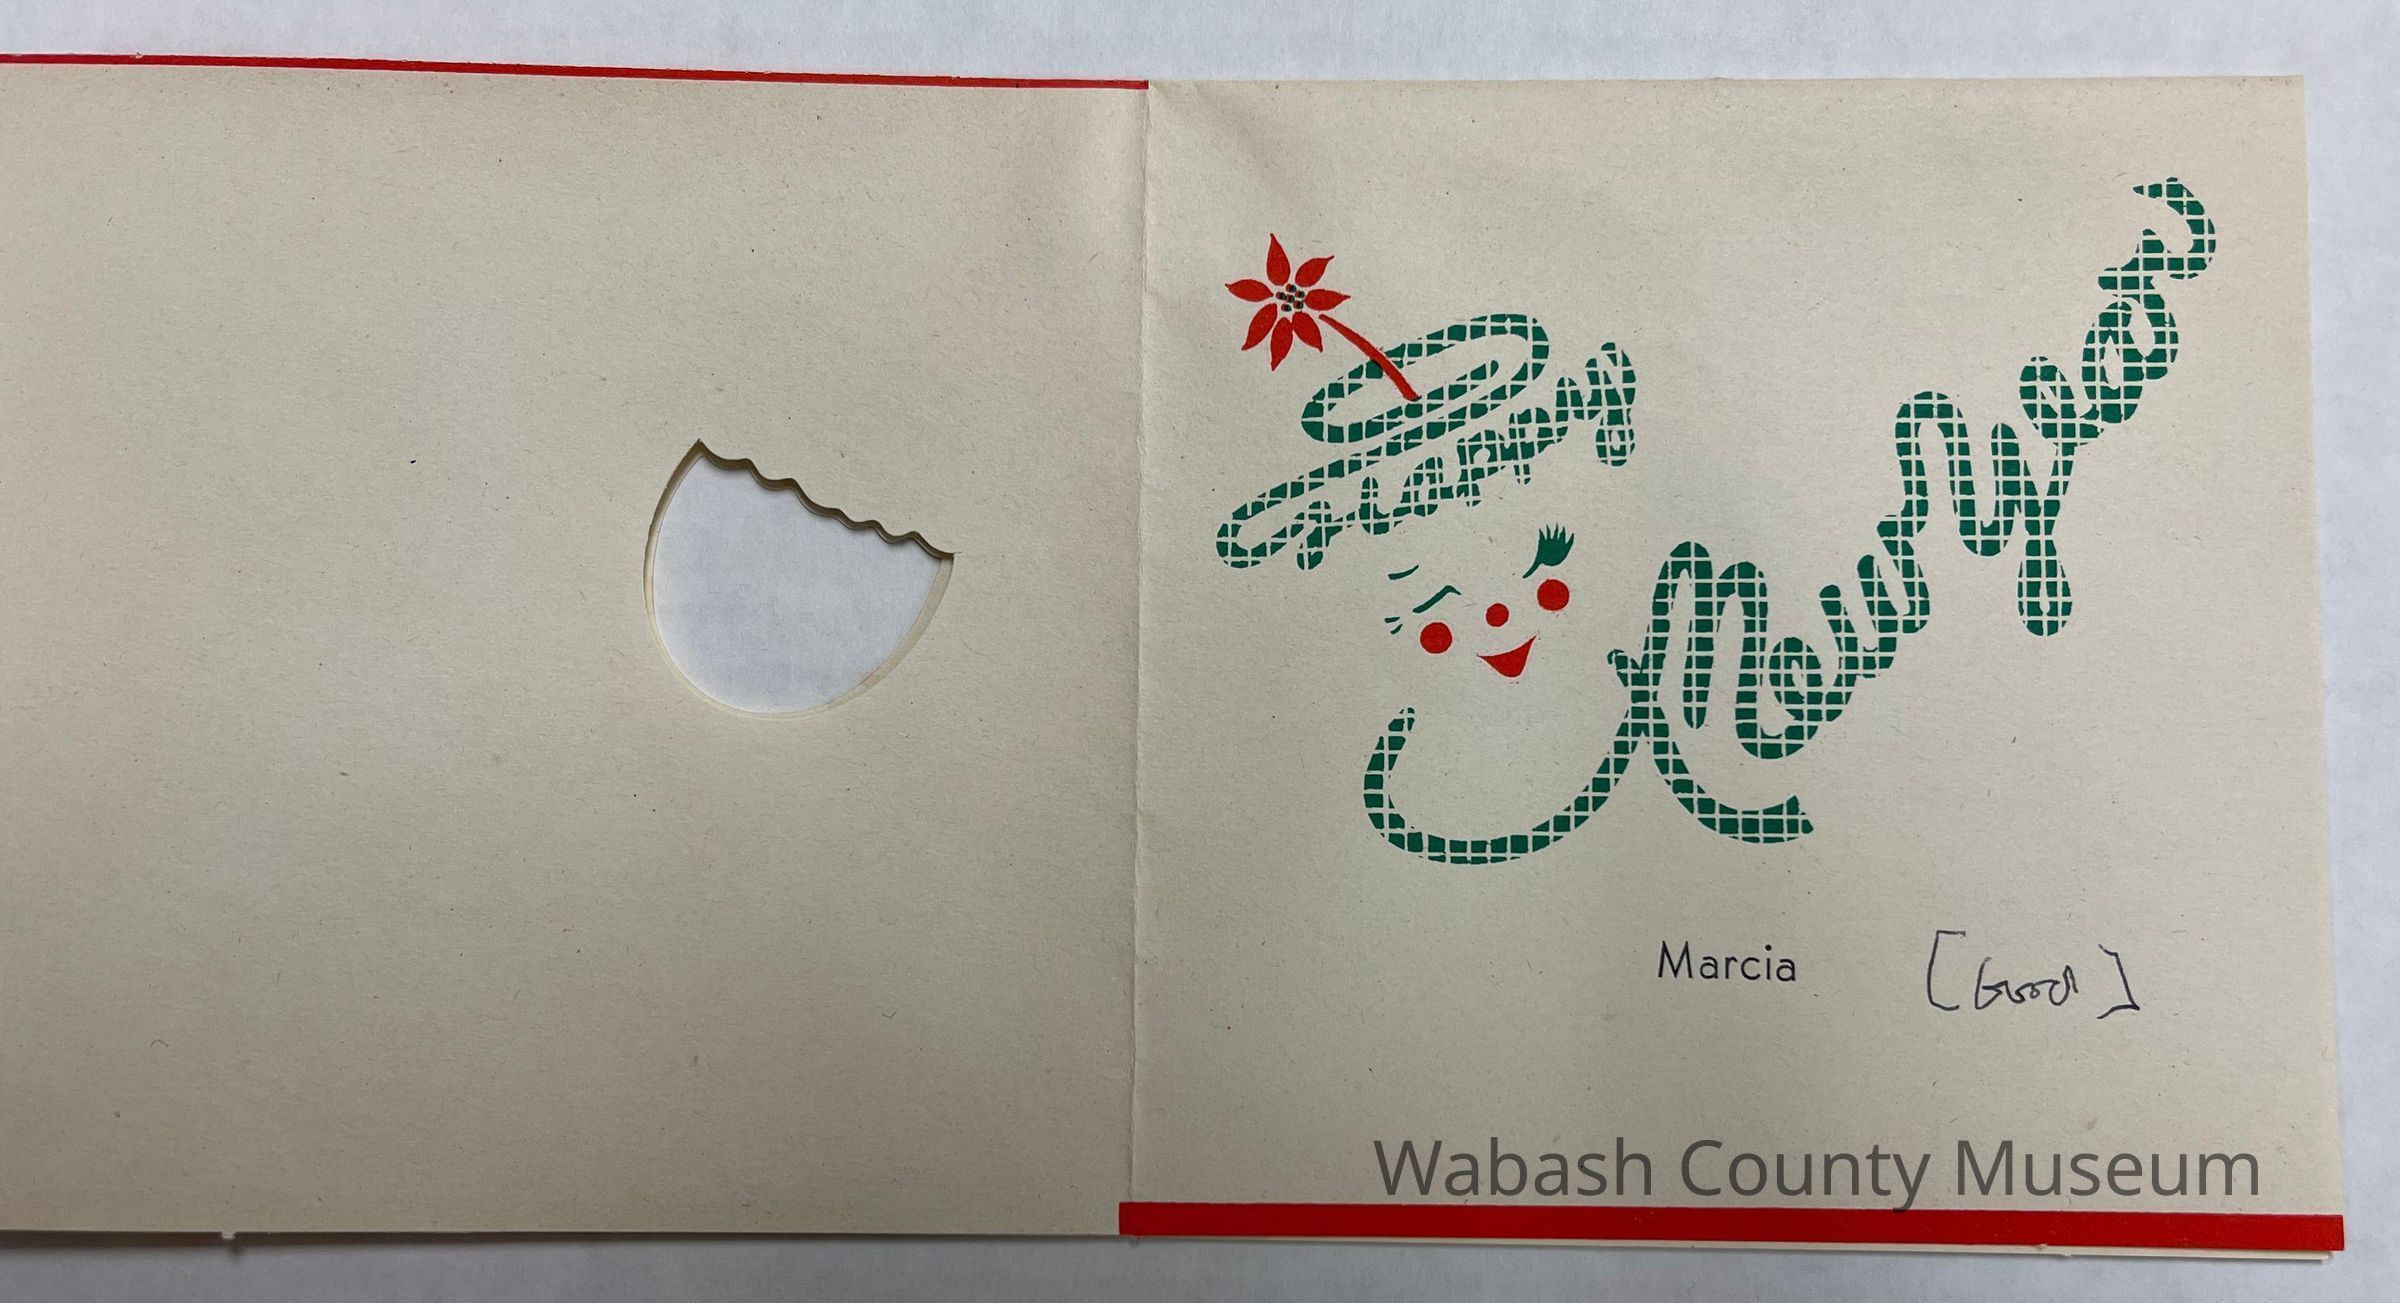 Happy
New Year
Marcia [Good]
Wabash County Museum